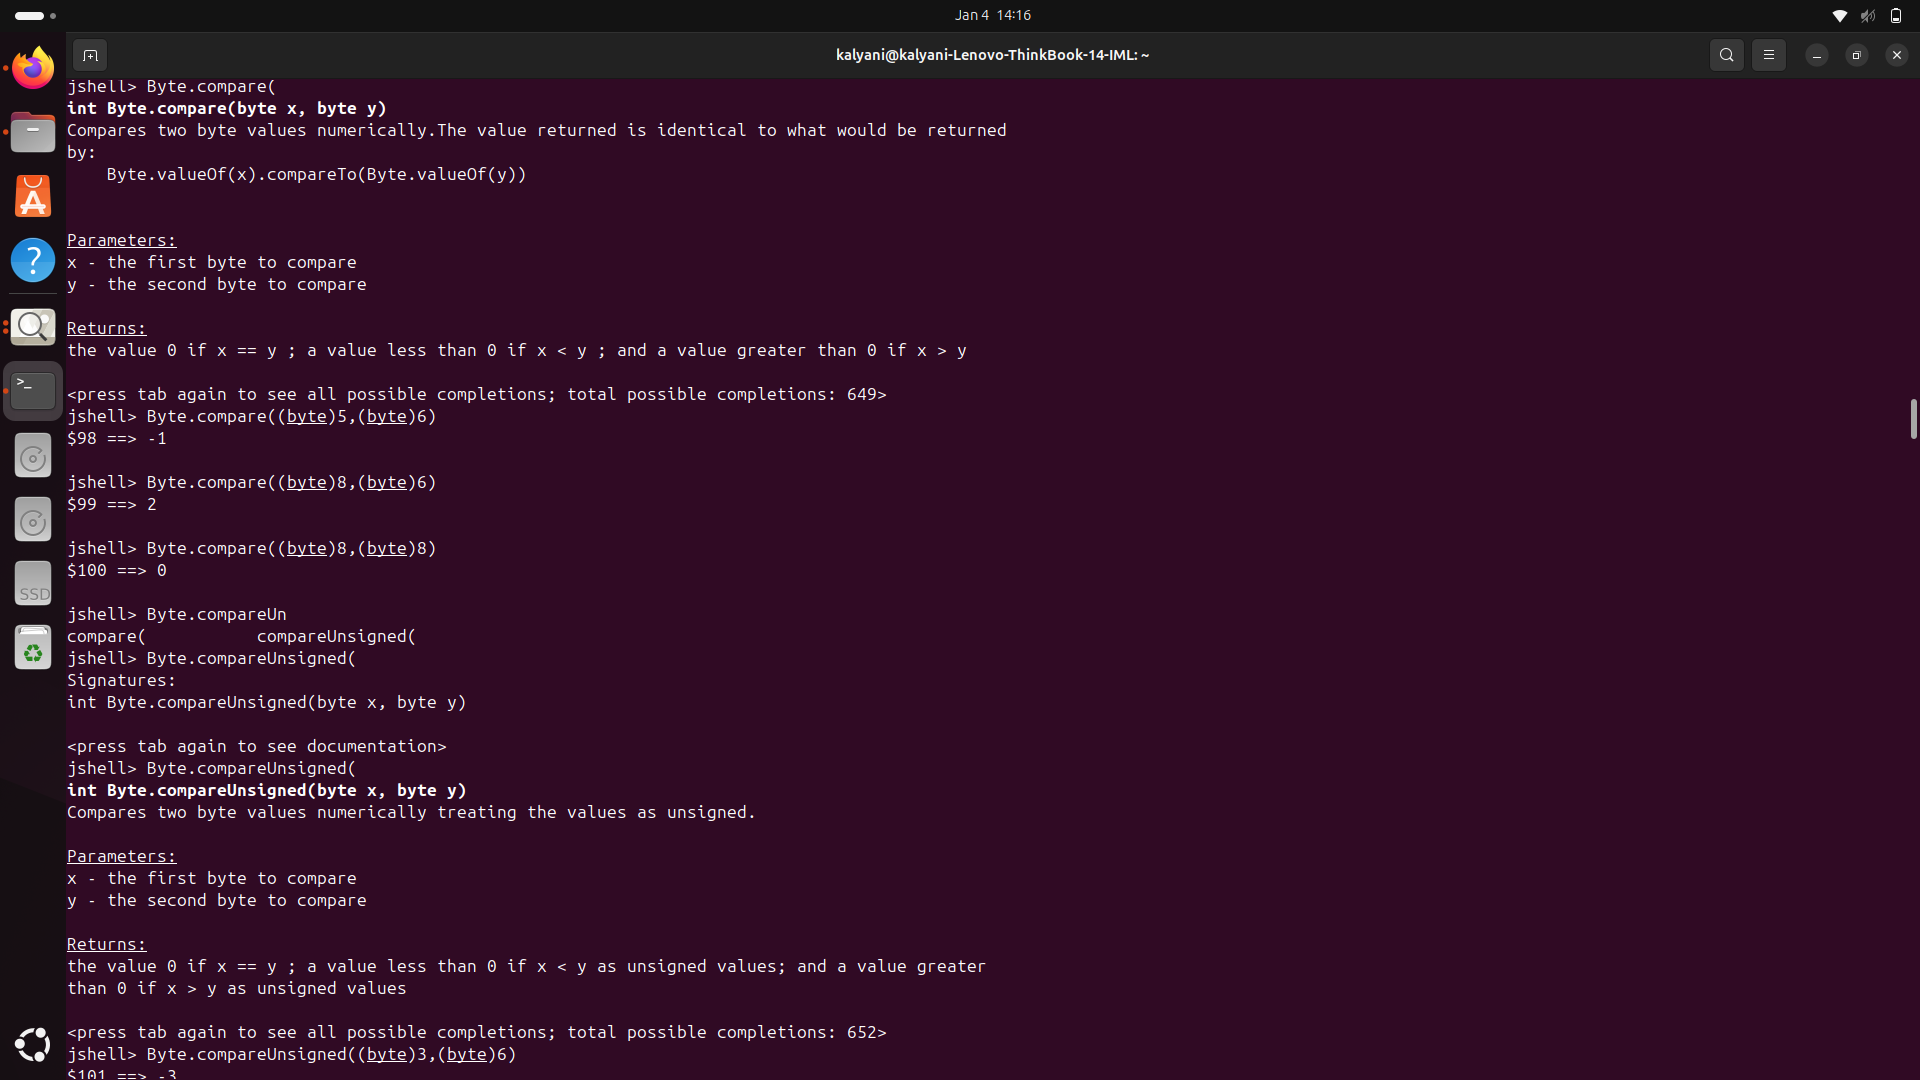 Jan 4 14:16
kalyani@kalyani-Lenovo-ThinkBook-14-IML: ~
jshell> Byte.compare(
int Byte.compare(byte x, byte y)
Compares two byte values numerically.The value returned is identical to what would be returned
by:
    Byte.valueOf(x).compareTo(Byte.valueOf(y))
Parameters:
x - the first byte to compare
y - the second byte to compare
Returns:
the value 0 if x == y ; a value less than 0 if x < y ; and a value greater than 0 if x > y
<press tab again to see all possible completions; total possible completions: 649>
jshell> Byte.compare((byte)5,(byte)6)
$98 ==> -1
jshell> Byte.compare((byte)8,(byte)6)
$99 ==> 2
jshell> Byte.compare((byte)8,(byte)8)
$100 ==> 0
jshell> Byte.compareUn
compare(           compareUnsigned(
jshell> Byte.compareUnsigned(
Signatures:
int Byte.compareUnsigned(byte x, byte y)
<press tab again to see documentation>
jshell> Byte.compareUnsigned(
int Byte.compareUnsigned(byte x, byte y)
Compares two byte values numerically treating the values as unsigned.
Parameters:
x - the first byte to compare
y - the second byte to compare
Returns:
the value 0 if x == y ; a value less than 0 if x < y as unsigned values; and a value greater
than 0 if x > y as unsigned values
<press tab again to see all possible completions; total possible completions: 652>
jshell> Byte.compareUnsigned((byte)3,(byte)6)
$101 ==> -3
SSD